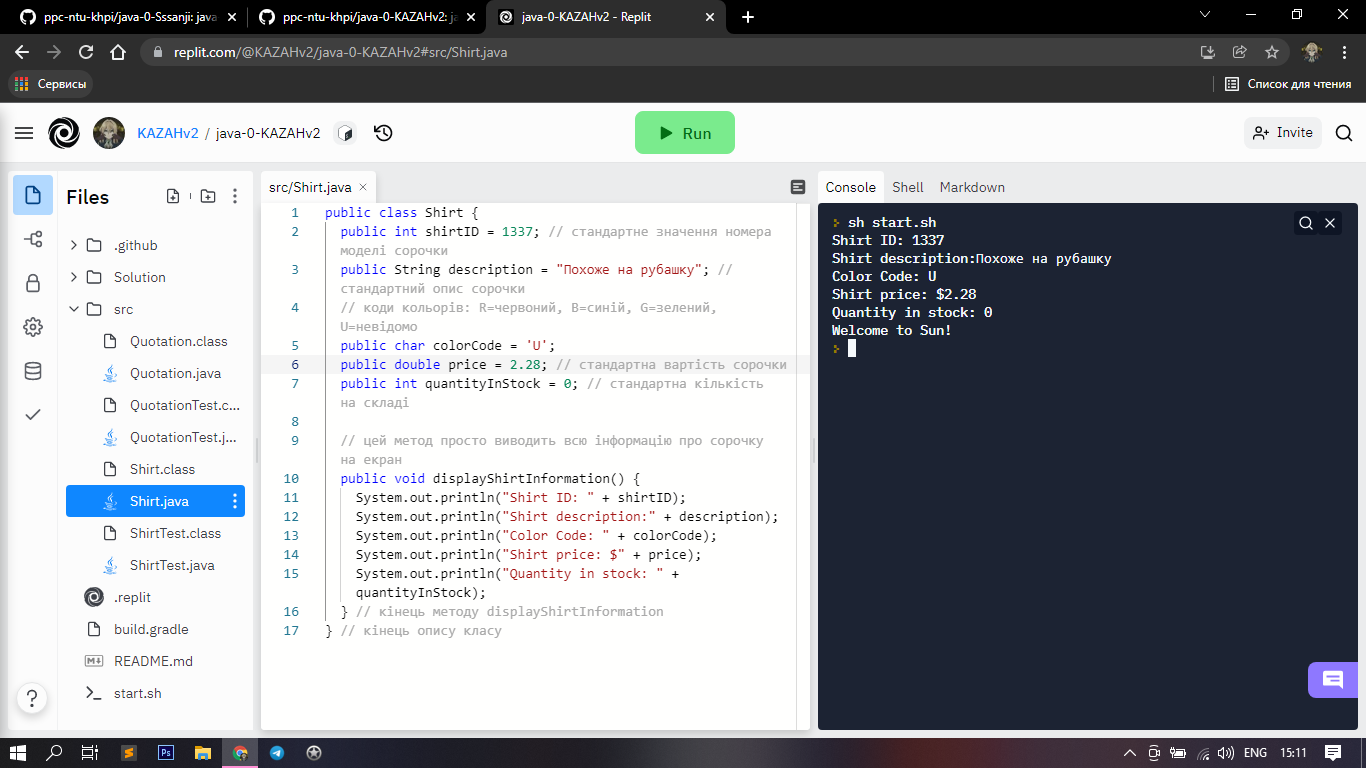 ppc-ntu-khpi/java-0-Sssanji: java
ppc-ntu-khpi/java-0-KAZAHv2: ja
java-0-KAZAHv2 - Replit
replit.com/@KAZAHv2/java-0-KAZAHv2#src/Shirt.java
Сервисы
Список для чтения
KAZAHv2 / java-0-KAZAHv2
Run
Invite
Files
.github
Solution
src
Quotation.class
Quotation.java
QuotationTest.c...
QuotationTest.j...
Shirt.class
Shirt.java
ShirtTest.class
ShirtTest.java
.replit
build.gradle
README.md
start.sh
src/Shirt.java
1 public class Shirt {
2 public int shirtID = 1337; // стандартне значення номера
моделі сорочки
3 public String description = "Похоже на рубашку"; //
стандартний опис сорочки
4 // коди кольорів: R=червоний, B=синій, G=зелений,
U=невідомо
5 public char colorCode = 'U';
6 public double price = 2.28; // стандартна вартість сорочки
7 public int quantityInStock = 0; // стандартна кількість
на складі
8
9 // цей метод просто виводить всю інформацію про сорочку
на екран
10 public void displayShirtInformation() {
11 System.out.println("Shirt ID: " + shirtID);
12 System.out.println("Shirt description:" + description);
13 System.out.println("Color Code: " + colorCode);
14 System.out.println("Shirt price: $" + price);
15 System.out.println("Quantity in stock: " +
quantityInStock);
16 } // кінець методу displayShirtInformation
17 } // кінець опису класу
Console
Shell
Markdown
sh start.sh
Shirt ID: 1337
Shirt description:Похоже на рубашку
Color Code: U
Shirt price: $2.28
Quantity in stock: 0
Welcome to Sun!
ENG
15:11